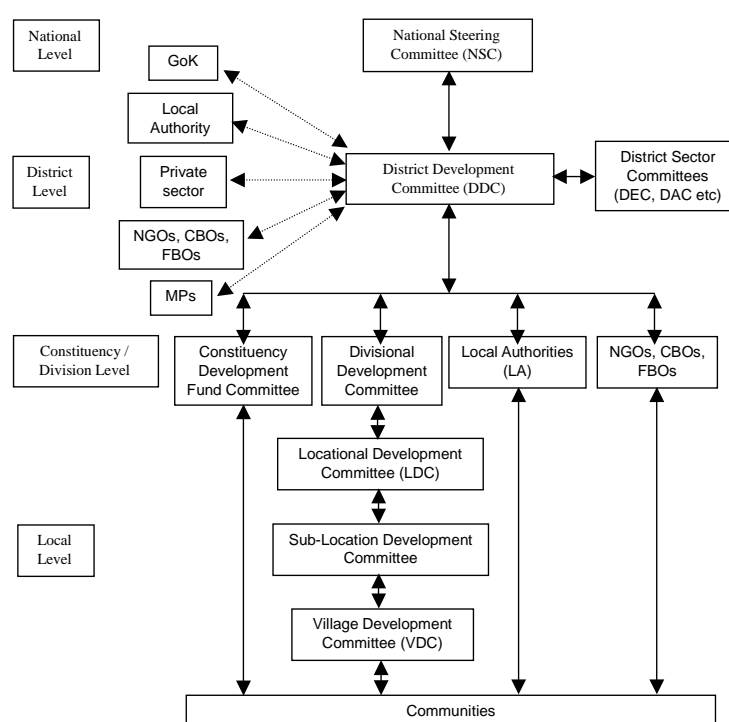 National
Level
National Steering
Committee (NSC)
GoK
Local
Authority
District
Level
Private
sector
District Development
Committee (DDC)
District Sector
Committees
(DEC, DAC etc)
NGOs, CBOs,
FBOs
MPs
Constituency /
Division Level
Constituency
Development
Fund Committee
Divisional
Development
Committee
Local Authorities
(LA)
NGOs, CBOs,
FBOs
Locational Development
Committee (LDC)
Local
Level
Sub-Location Development
Committee
Village Development
Committee (VDC)
Communities